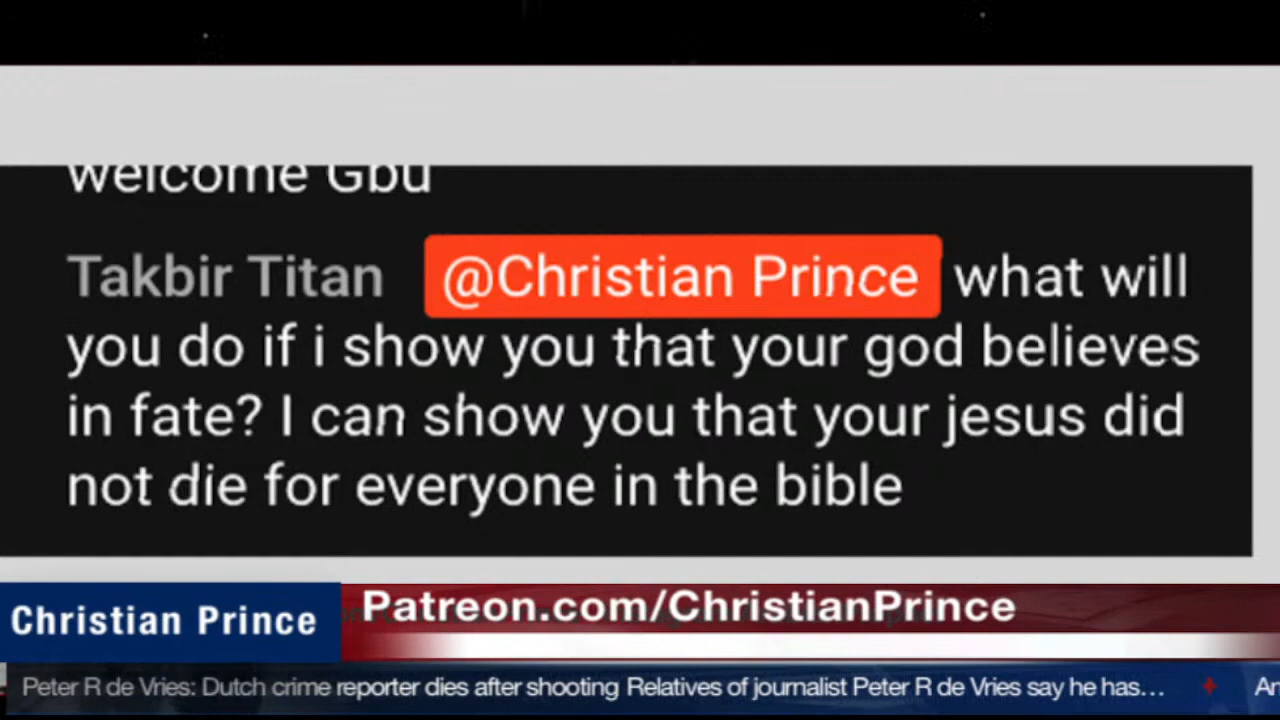 welcome Gbu
Takbir Titan @Christian Prince what will
you do if i show you that your god believes
in fate? I can show you that your jesus did
not die for everyone in the bible
Christian Prince
Patreon.com/ChristianPrince
Peter R de Vries: Dutch crime reporter dies after shooting Relatives of journalist Peter R de Vries say he has... An